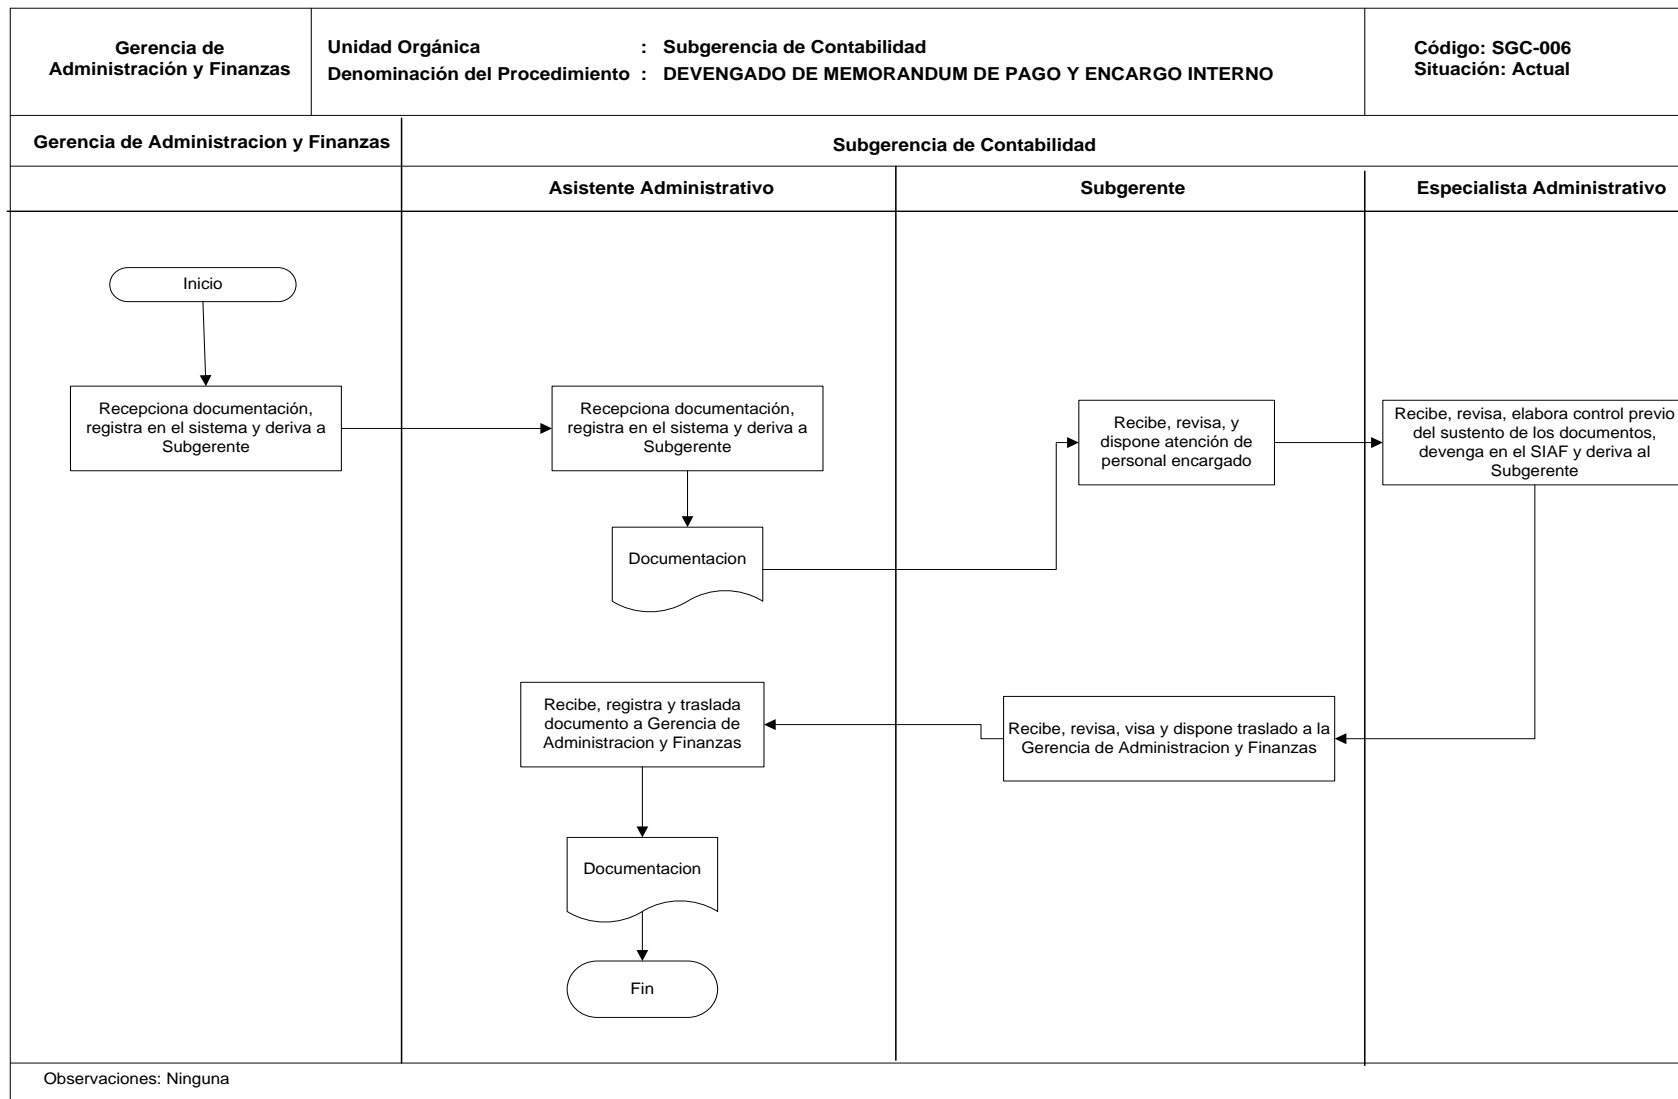 Gerencia de
Administración y Finanzas
Unidad Orgánica : Subgerencia de Contabilidad
Denominación del Procedimiento : DEVENGADO DE MEMORANDUM DE PAGO Y ENCARGO INTERNO
Código: SGC-006
Situación: Actual
Gerencia de Administracion y Finanzas
Subgerencia de Contabilidad
Asistente Administrativo
Subgerente
Especialista Administrativo
Inicio
Recepciona documentación,
registra en el sistema y deriva a
Subgerente
Recepciona documentación,
registra en el sistema y deriva a
Subgerente
Recibe, revisa, y
dispone atención de
personal encargado
Recibe, revisa, elabora control previo
del sustento de los documentos,
devenga en el SIAF y deriva al
Subgerente
Documentacion
Recibe, registra y traslada
documento a Gerencia de
Administracion y Finanzas
Recibe, revisa, visa y dispone traslado a la
Gerencia de Administracion y Finanzas
Documentacion
Fin
Observaciones: Ninguna